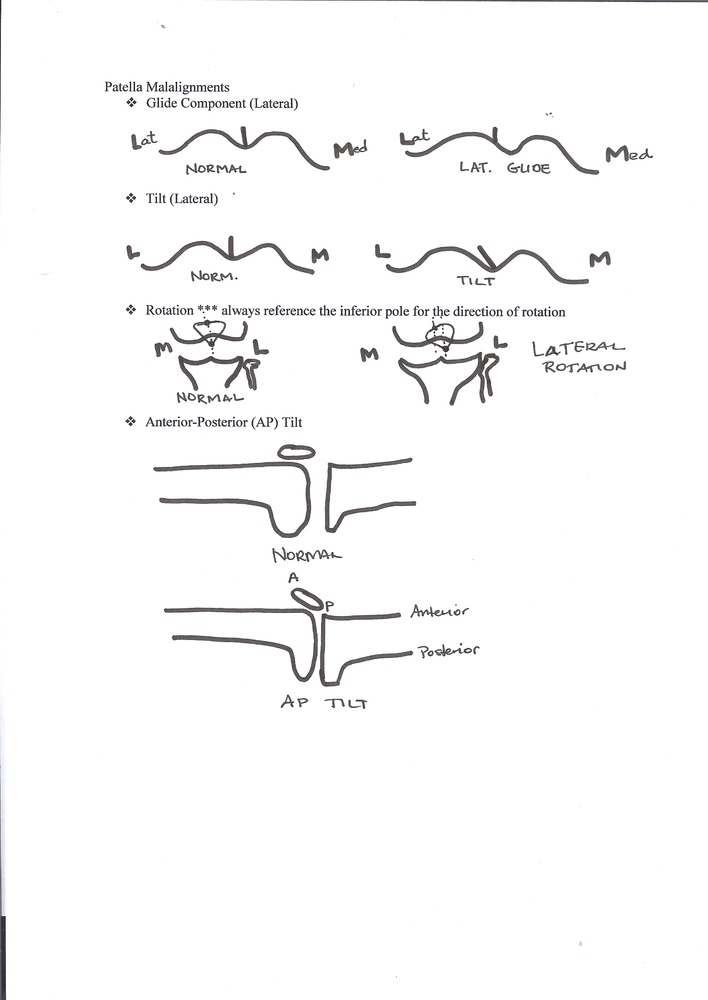 Patella Malalignments
❖ Glide Component (Lateral)
Lat Med Lat Med
NORMAL LAT. GLIDE
❖ Tilt (Lateral)
L M L M
NORM. TILT
❖ Rotation *** always reference the inferior pole for the direction of rotation
M L M L LATERAL
ROTATION
NORMAL
❖ Anterior-Posterior (AP) Tilt
NORMAL
A
P Anterior
Posterior
AP TILT